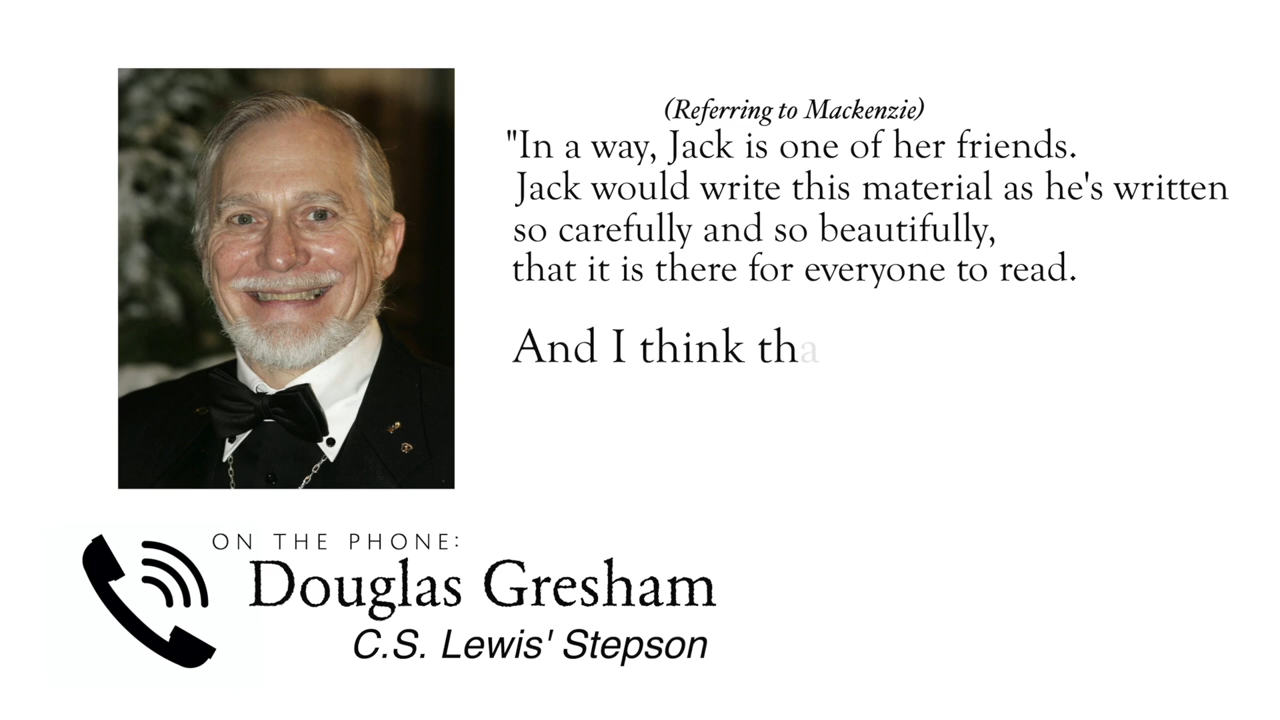 (Referring to Mackenzie)
"In a way, Jack is one of her friends.
Jack would write this material as he's written
so carefully and so beautifully,
that it is there for everyone to read.
And I think tha
ON THE PHONE:
Douglas Gresham
C.S. Lewis' Stepson